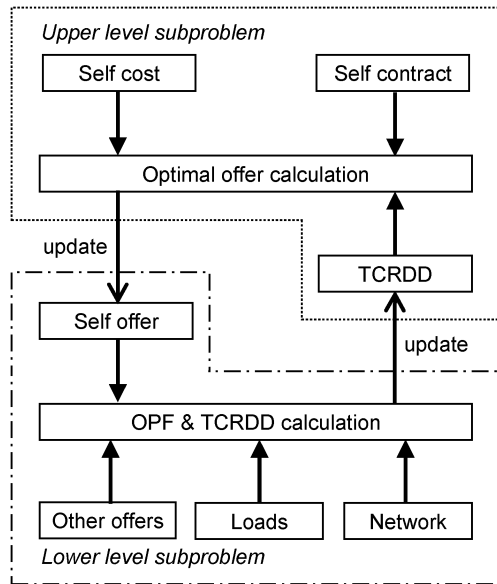 Upper level subproblem
Self cost
Self contract
Optimal offer calculation
update
TCRDD
Self offer
update
OPF & TCRDD calculation
Other offers
Loads
Network
Lower level subproblem